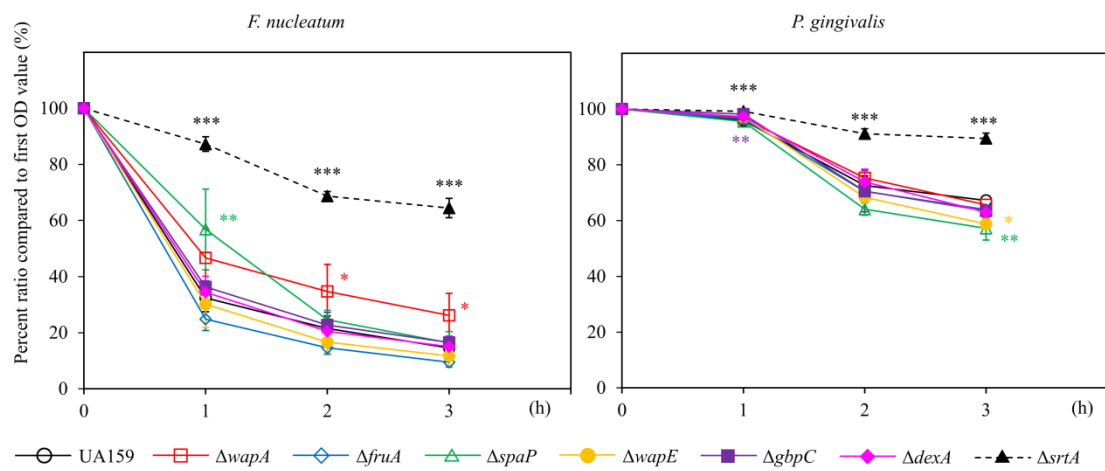 F. nucleatum
P. gingivalis
Percent ratio compared to first OD value (%)
100
80
60
40
20
0
***
***
***
**
*
*
0
1
2
3
(h)
100
80
60
40
20
0
***
***
***
**
*
**
0
1
2
3
(h)
UA159
ΔwapA
ΔfruA
ΔspaP
ΔwapE
ΔgbpC
ΔdexA
ΔsrtA